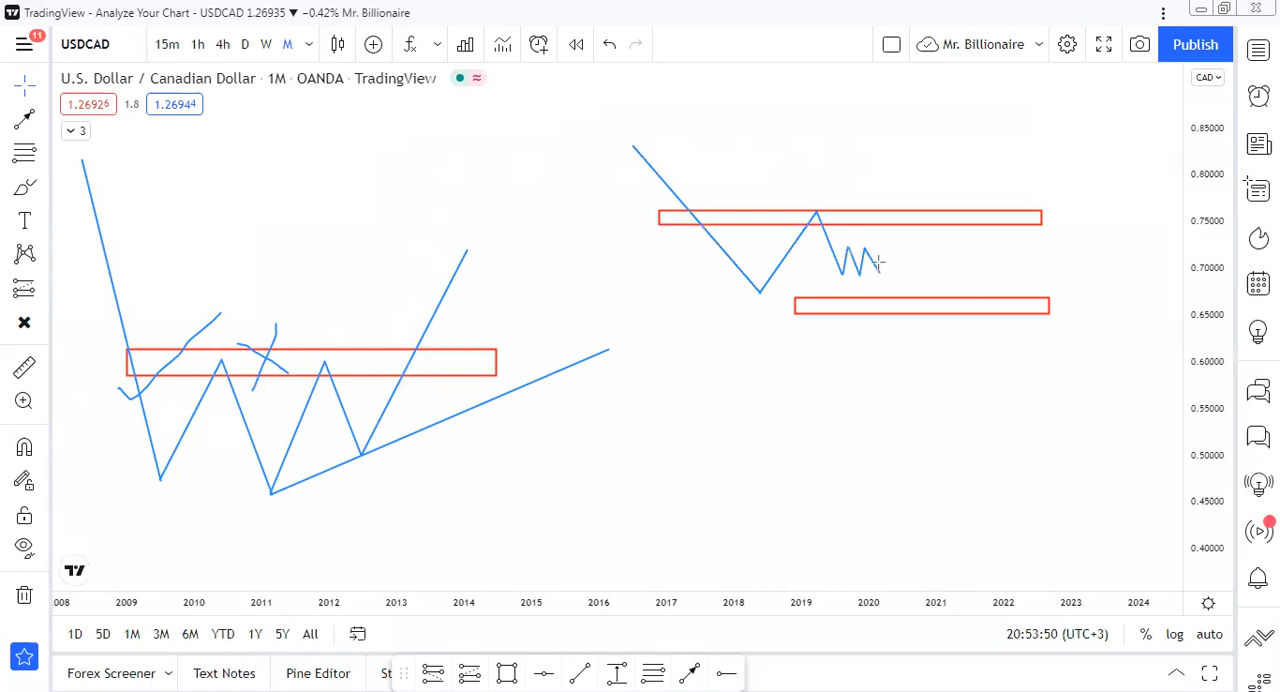 TradingView - Analyze Your Chart - USDCAD 1.26935 ▼ −0.42% Mr. Billionaire
11
USDCAD 15m 1h 4h D W M Mr. Billionaire Publish
U.S. Dollar / Canadian Dollar · 1M · OANDA · TradingView
CAD
1.26926 1.8 1.26944
3
0.85000
0.80000
0.75000
0.70000
0.65000
0.60000
0.55000
0.50000
0.45000
0.40000
:008 2009 2010 2011 2012 2013 2014 2015 2016 2017 2018 2019 2020 2021 2022 2023 2024
1D 5D 1M 3M 6M YTD 1Y 5Y All 20:53:50 (UTC+3) % log auto
Forex Screener Text Notes Pine Editor St